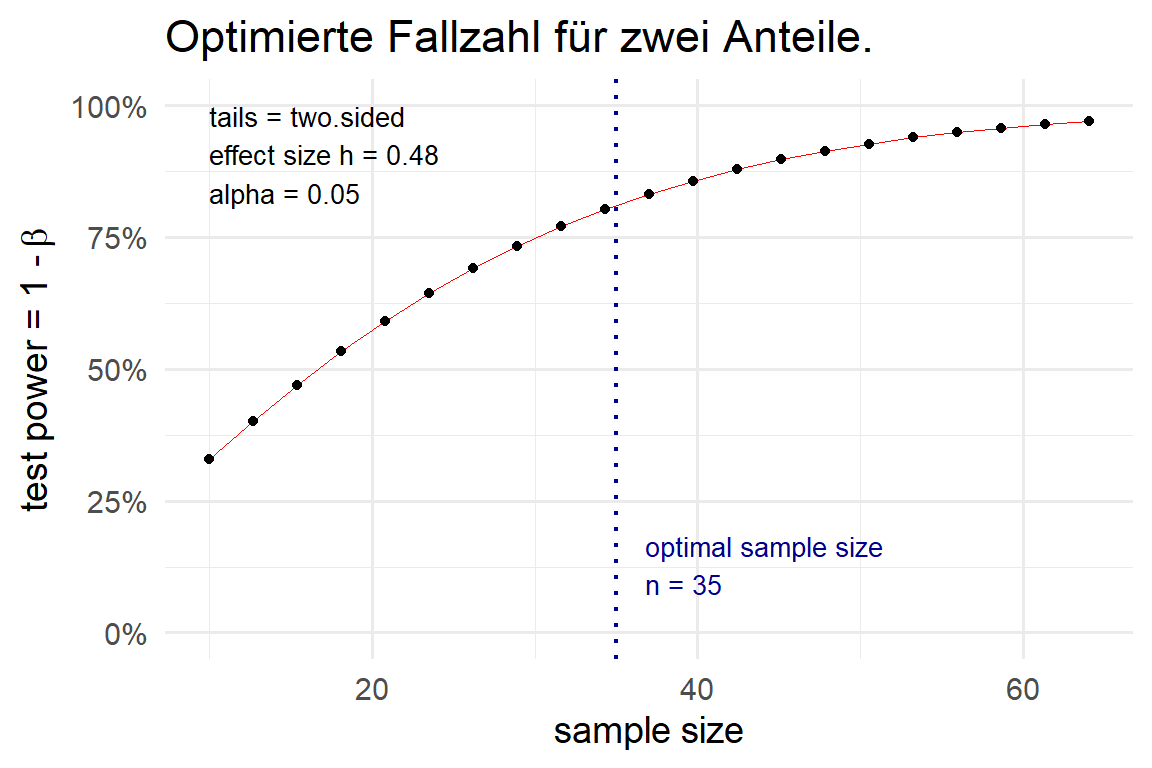 Optimierte Fallzahl für zwei Anteile.
100%
75%
50%
25%
0%
test power = 1 - β
tails = two.sided
effect size h = 0.48
alpha = 0.05
optimal sample size
n = 35
20 40 60
sample size